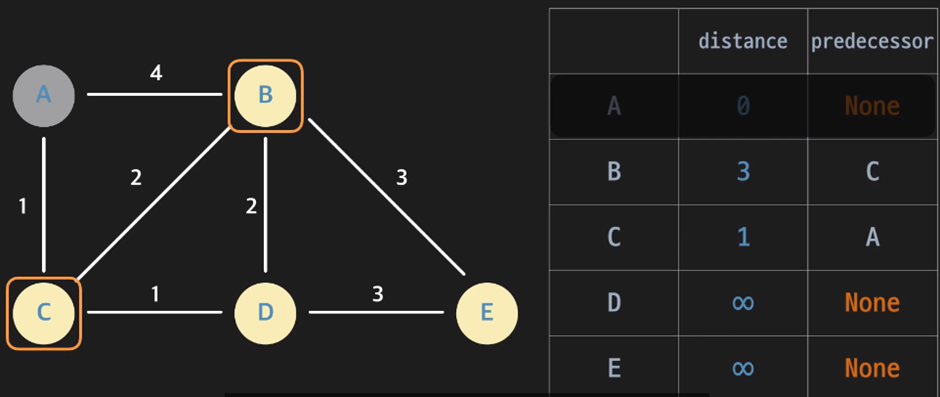 A
4
B
1
2
2
3
C
1
D
3
E
distance predecessor
A 0 None
B 3 C
C 1 A
D ∞ None
E ∞ None